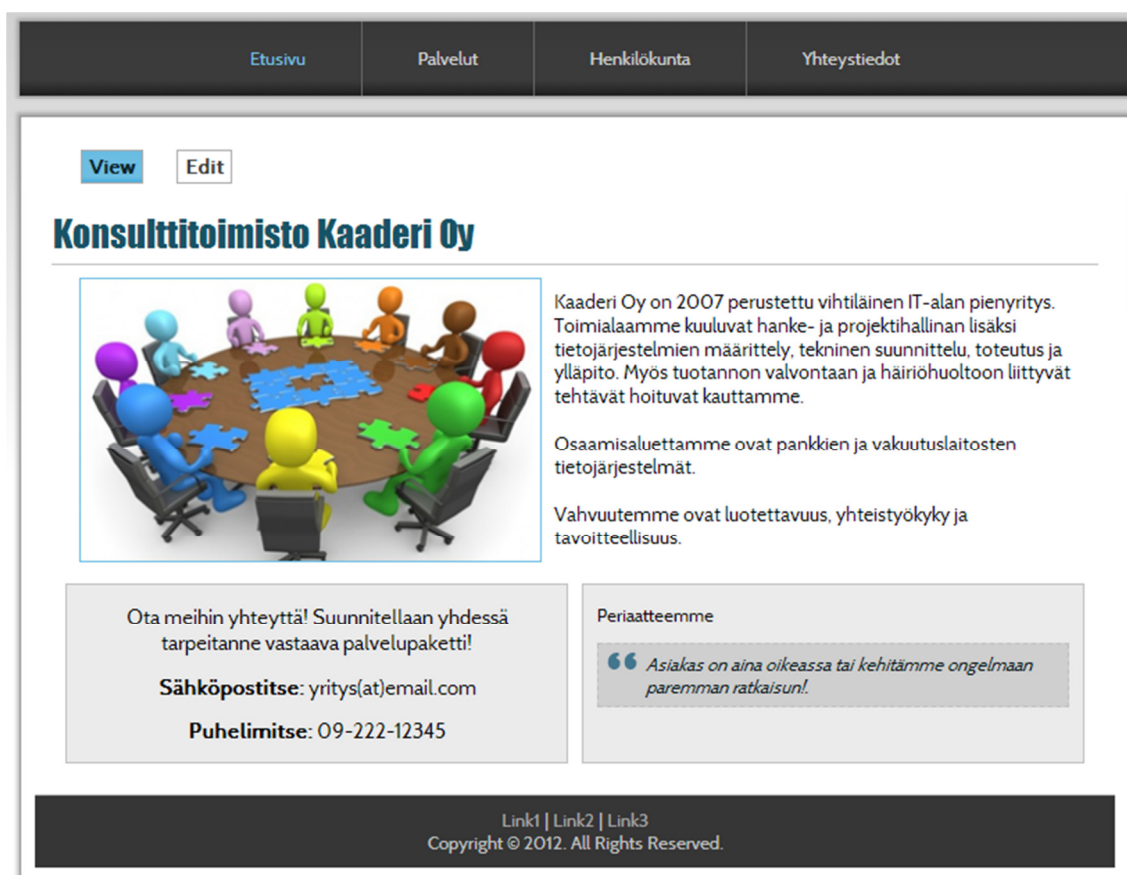 Etusivu Palvelut Henkilökunta Yhteystiedot
View Edit
Konsulttitoimisto Kaaderi Oy
Kaaderi Oy on 2007 perustettu vihtiläinen IT-alan pienyritys.
Toimialaamme kuuluvat hanke- ja projektihallinan lisäksi
tietojärjestelmien määrittely, tekninen suunnittelu, toteutus ja
ylläpito. Myös tuotannon valvontaan ja häiriöhuoltoon liittyvät
tehtävät hoituvat kauttamme.
Osaamisaluettamme ovat pankkien ja vakuutuslaitosten
tietojärjestelmät.
Vahvuutemme ovat luotettavuus, yhteistyökyky ja
tavoitteellisuus.
Ota meihin yhteyttä! Suunnitellaan yhdessä
tarpeitanne vastaava palvelupaketti!
Sähköpostitse: yritys(at)email.com
Puhelimitse: 09-222-12345
Periaatteemme
“ Asiakas on aina oikeassa tai kehitämme ongelmaan
paremman ratkaisun!.
Link1 | Link2 | Link3
Copyright © 2012. All Rights Reserved.